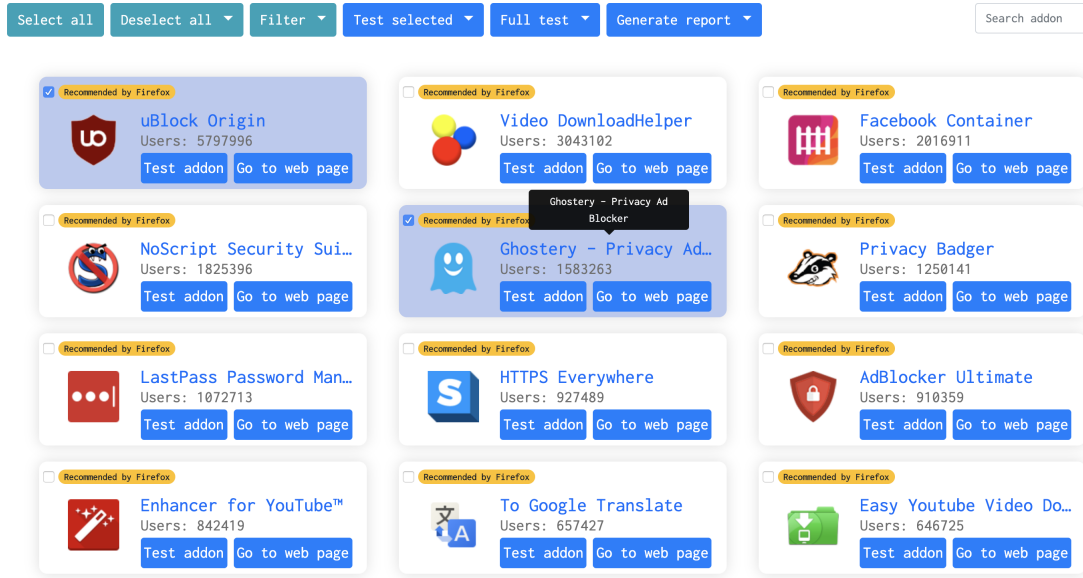 Select all
Deselect all
Filter
Test selected
Full test
Generate report
Search addon
Recommended by Firefox
uBlock Origin
Users: 5797996
Test addon Go to web page
Recommended by Firefox
Video DownloadHelper
Users: 3043102
Test addon Go to web page
Recommended by Firefox
Facebook Container
Users: 2016911
Test addon Go to web page
Recommended by Firefox
NoScript Security Sui…
Users: 1825396
Test addon Go to web page
Ghostery – Privacy Ad
Blocker
Recommended by Firefox
Ghostery – Privacy Ad…
Users: 1583263
Test addon Go to web page
Recommended by Firefox
Privacy Badger
Users: 1250141
Test addon Go to web page
Recommended by Firefox
LastPass Password Man…
Users: 1072713
Test addon Go to web page
Recommended by Firefox
S
HTTPS Everywhere
Users: 927489
Test addon Go to web page
Recommended by Firefox
AdBlocker Ultimate
Users: 910359
Test addon Go to web page
Recommended by Firefox
Enhancer for YouTube™
Users: 842419
Test addon Go to web page
Recommended by Firefox
文
A
To Google Translate
Users: 657427
Test addon Go to web page
Recommended by Firefox
Easy Youtube Video Do…
Users: 646725
Test addon Go to web page